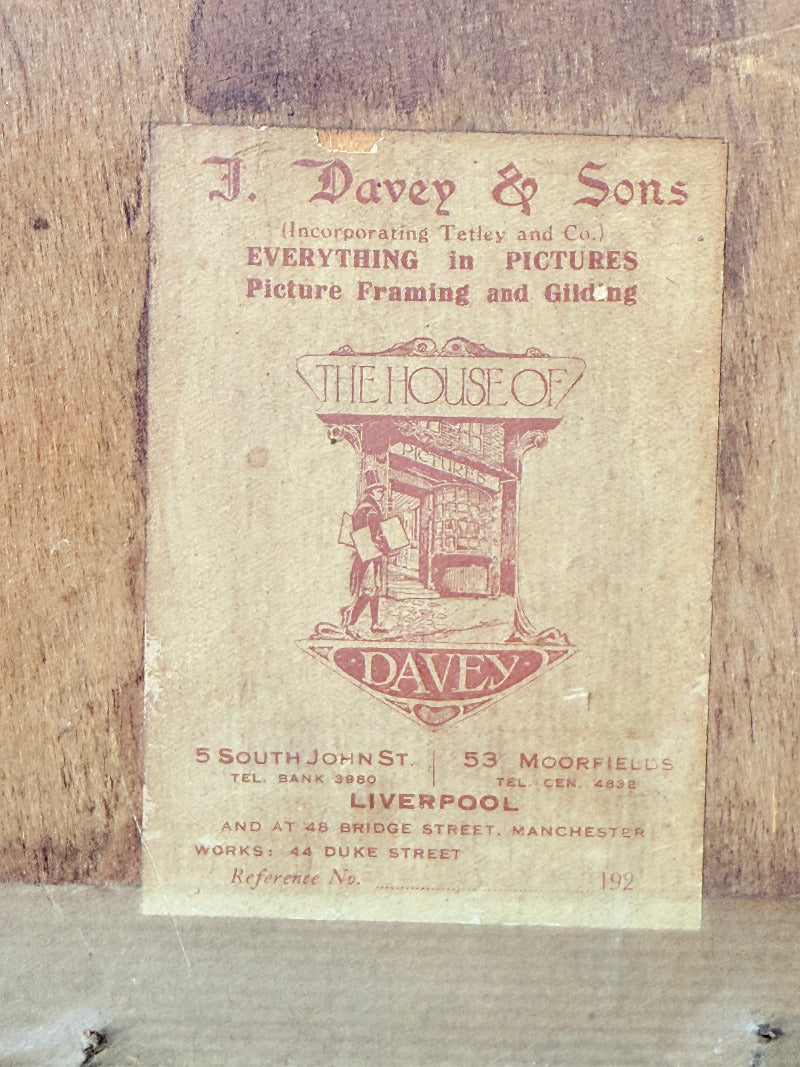 J. Davey & Sons
(Incorporating Tetley and Co.)
EVERYTHING in PICTURES
Picture Framing and Gilding
THE HOUSE OF
PICTURES
DAVEY
5 SOUTH JOHN ST. | 53 MOORFIELDS
TEL. BANK 3980 TEL. CEN. 4838
LIVERPOOL
AND AT 48 BRIDGE STREET, MANCHESTER
WORKS: 44 DUKE STREET
Reference No. ........................ 192